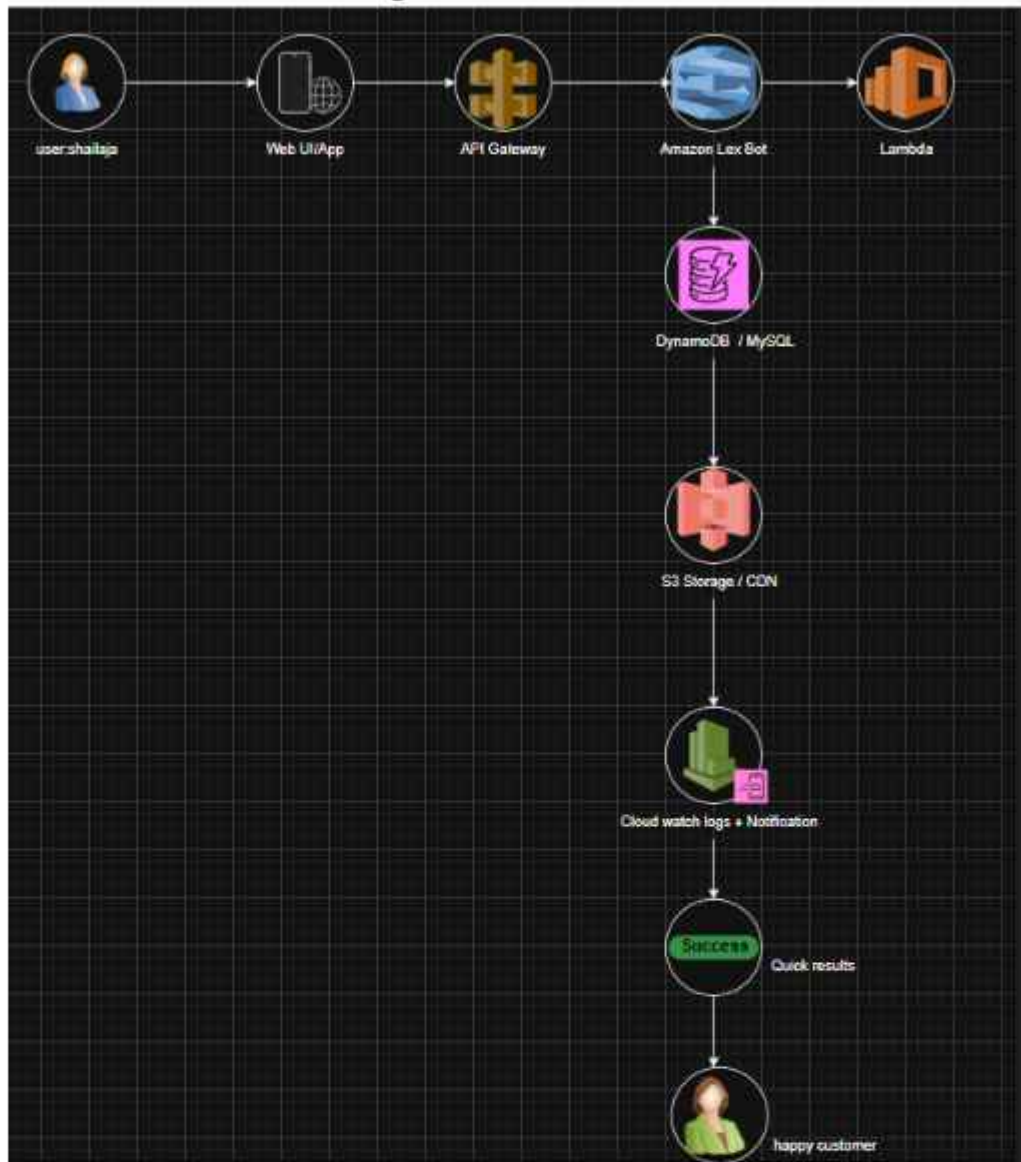 user:shailaja
Web UI/App
API Gateway
Amazon Lex Bot
Lambda
DynamoDB / MySQL
S3 Storage / CDN
Cloud watch logs + Notification
Success
Quick results
happy customer